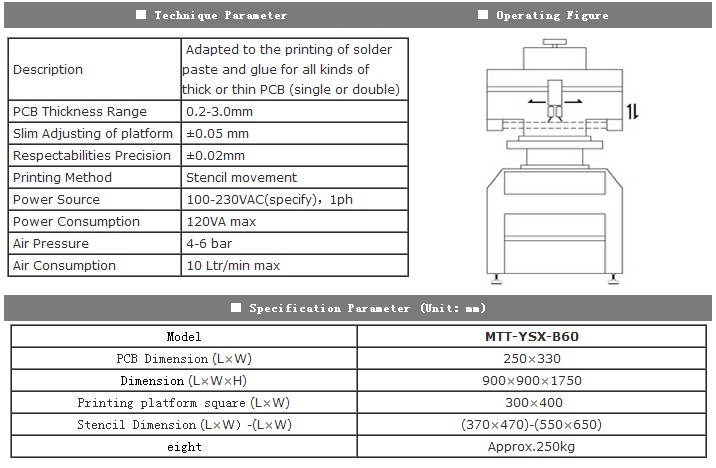 ■ Technique Parameter
■ Operating Figure
Description
Adapted to the printing of solder
paste and glue for all kinds of
thick or thin PCB (single or double)
PCB Thickness Range 0.2-3.0mm
Slim Adjusting of platform ±0.05 mm
Respectabilities Precision ±0.02mm
Printing Method Stencil movement
Power Source 100-230VAC(specify)，1ph
Power Consumption 120VA max
Air Pressure 4-6 bar
Air Consumption 10 Ltr/min max
■ Specification Parameter (Unit: mm)
Model MTT-YSX-B60
PCB Dimension (L×W) 250×330
Dimension (L×W×H) 900×900×1750
Printing platform square (L×W) 300×400
Stencil Dimension (L×W) -(L×W) (370×470)-(550×650)
eight Approx.250kg